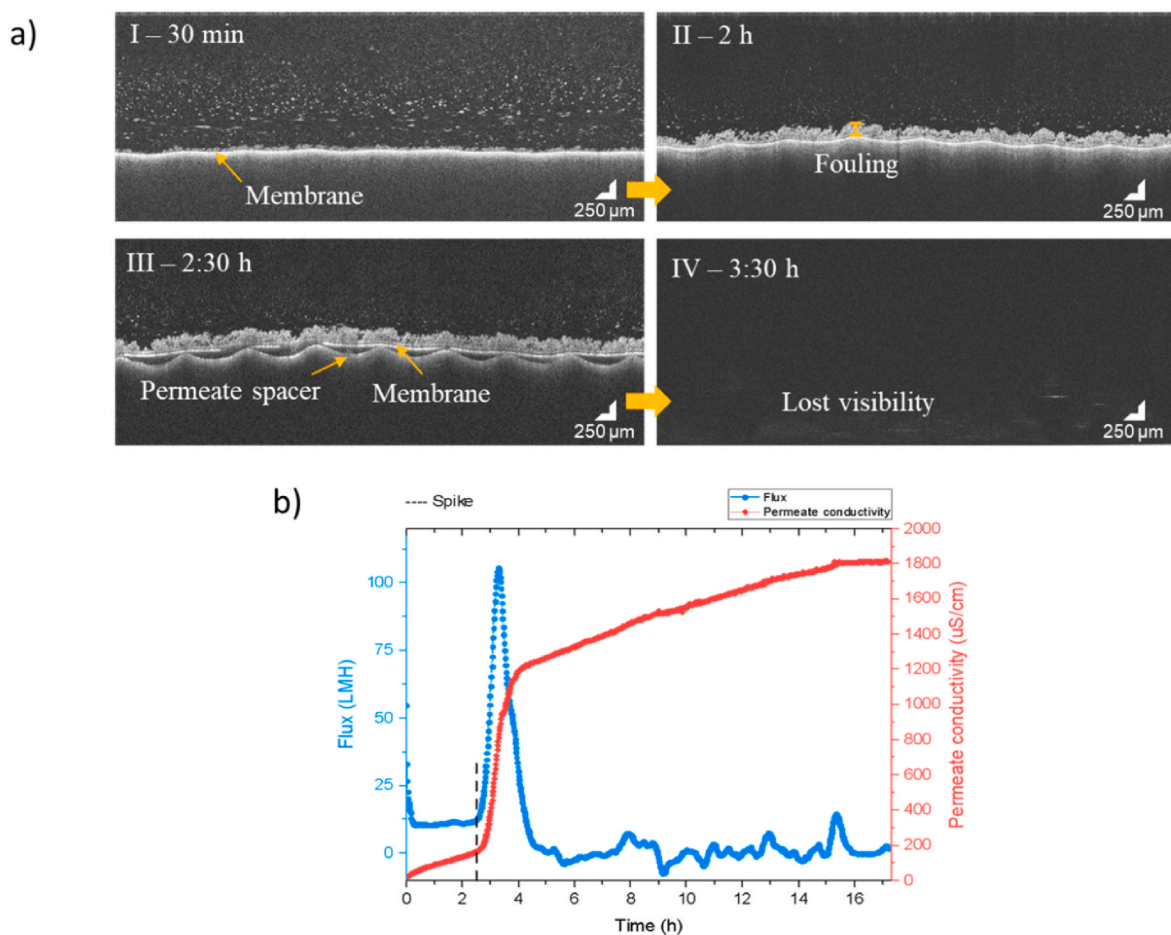 a)
I – 30 min
Membrane
250 µm
II – 2 h
Fouling
250 µm
III – 2:30 h
Permeate spacer
Membrane
250 µm
IV – 3:30 h
Lost visibility
250 µm
b)
---- Spike
Flux
Permeate conductivity
Flux (LMH)
100
75
50
25
0
Permeate conductivity (uS/cm)
2000
1800
1600
1400
1200
1000
800
600
400
200
0
0 2 4 6 8 10 12 14 16
Time (h)